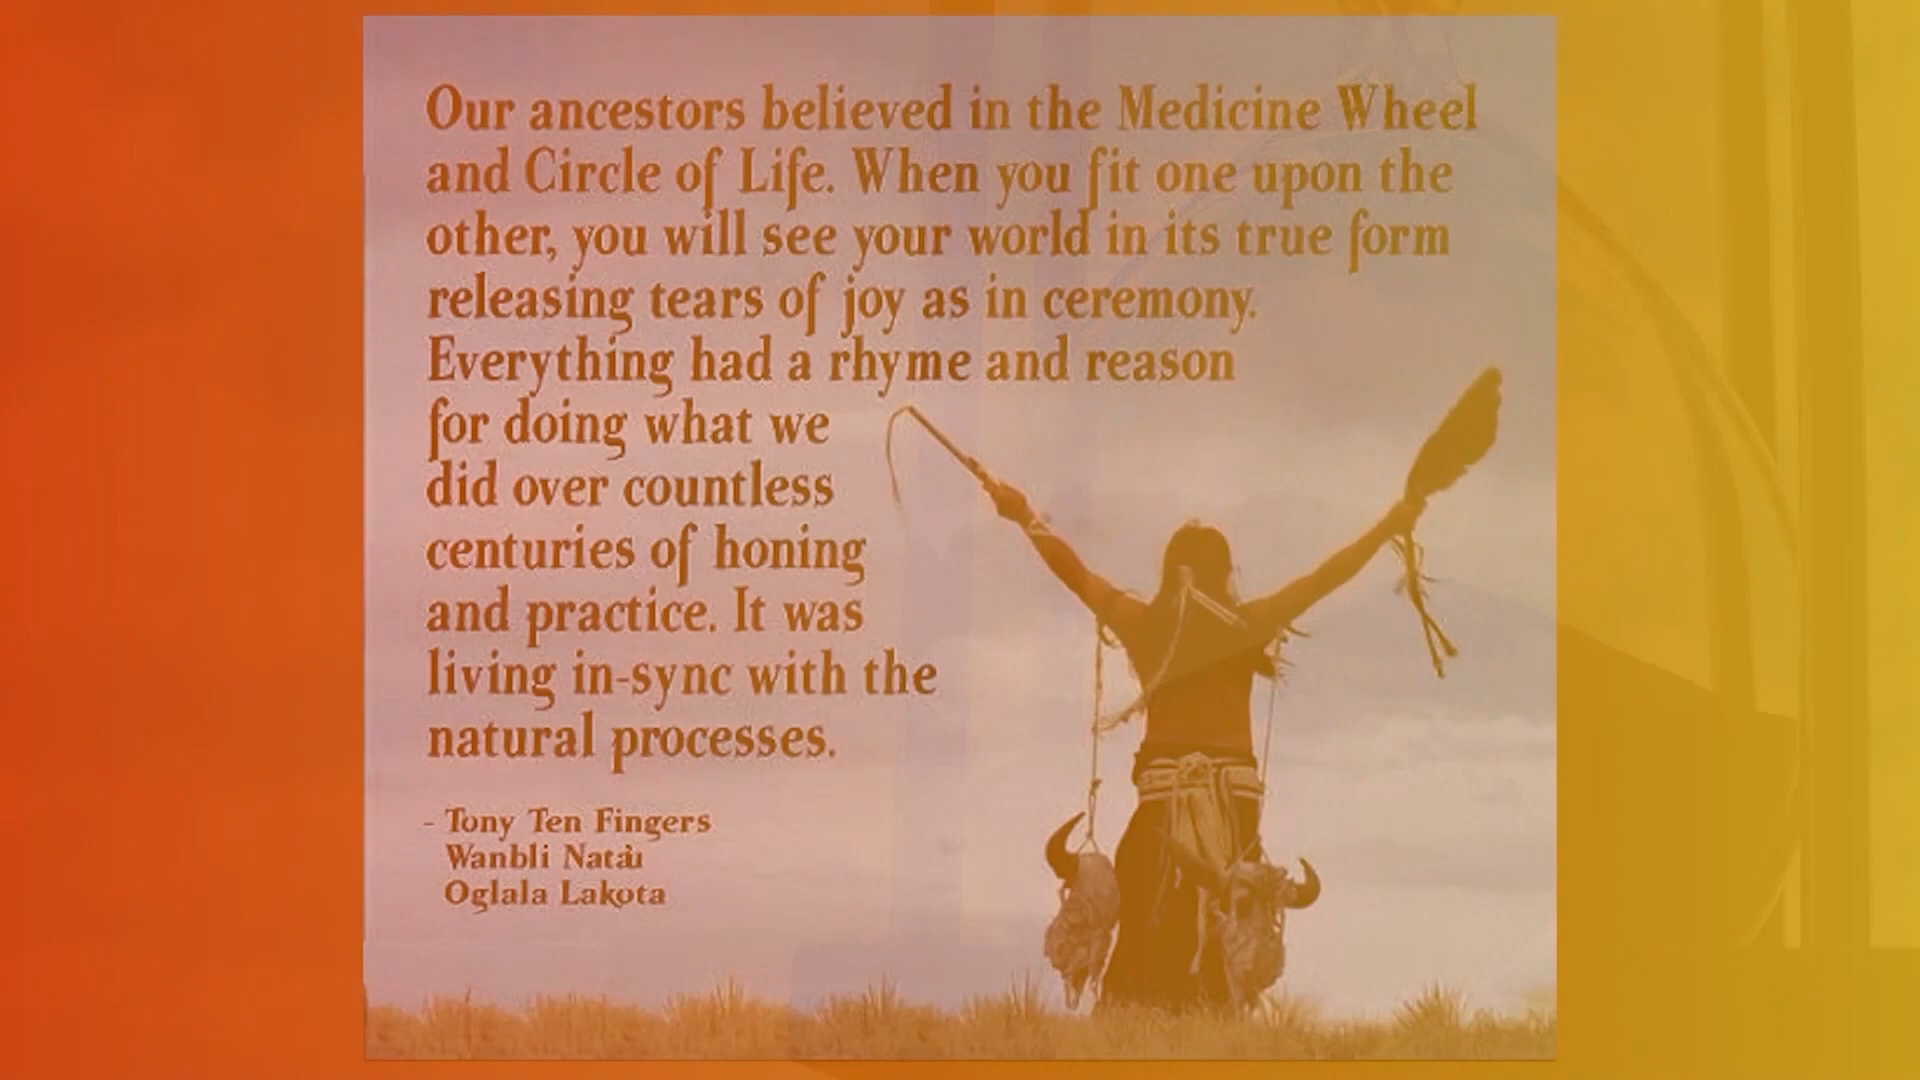 Our ancestors believed in the Medicine Wheel
and Circle of Life. When you fit one upon the
other, you will see your world in its true form
releasing tears of joy as in ceremony.
Everything had a rhyme and reason
for doing what we
did over countless
centuries of honing
and practice. It was
living in-sync with the
natural processes.
- Tony Ten Fingers
Wanbli
Oglala Lakota